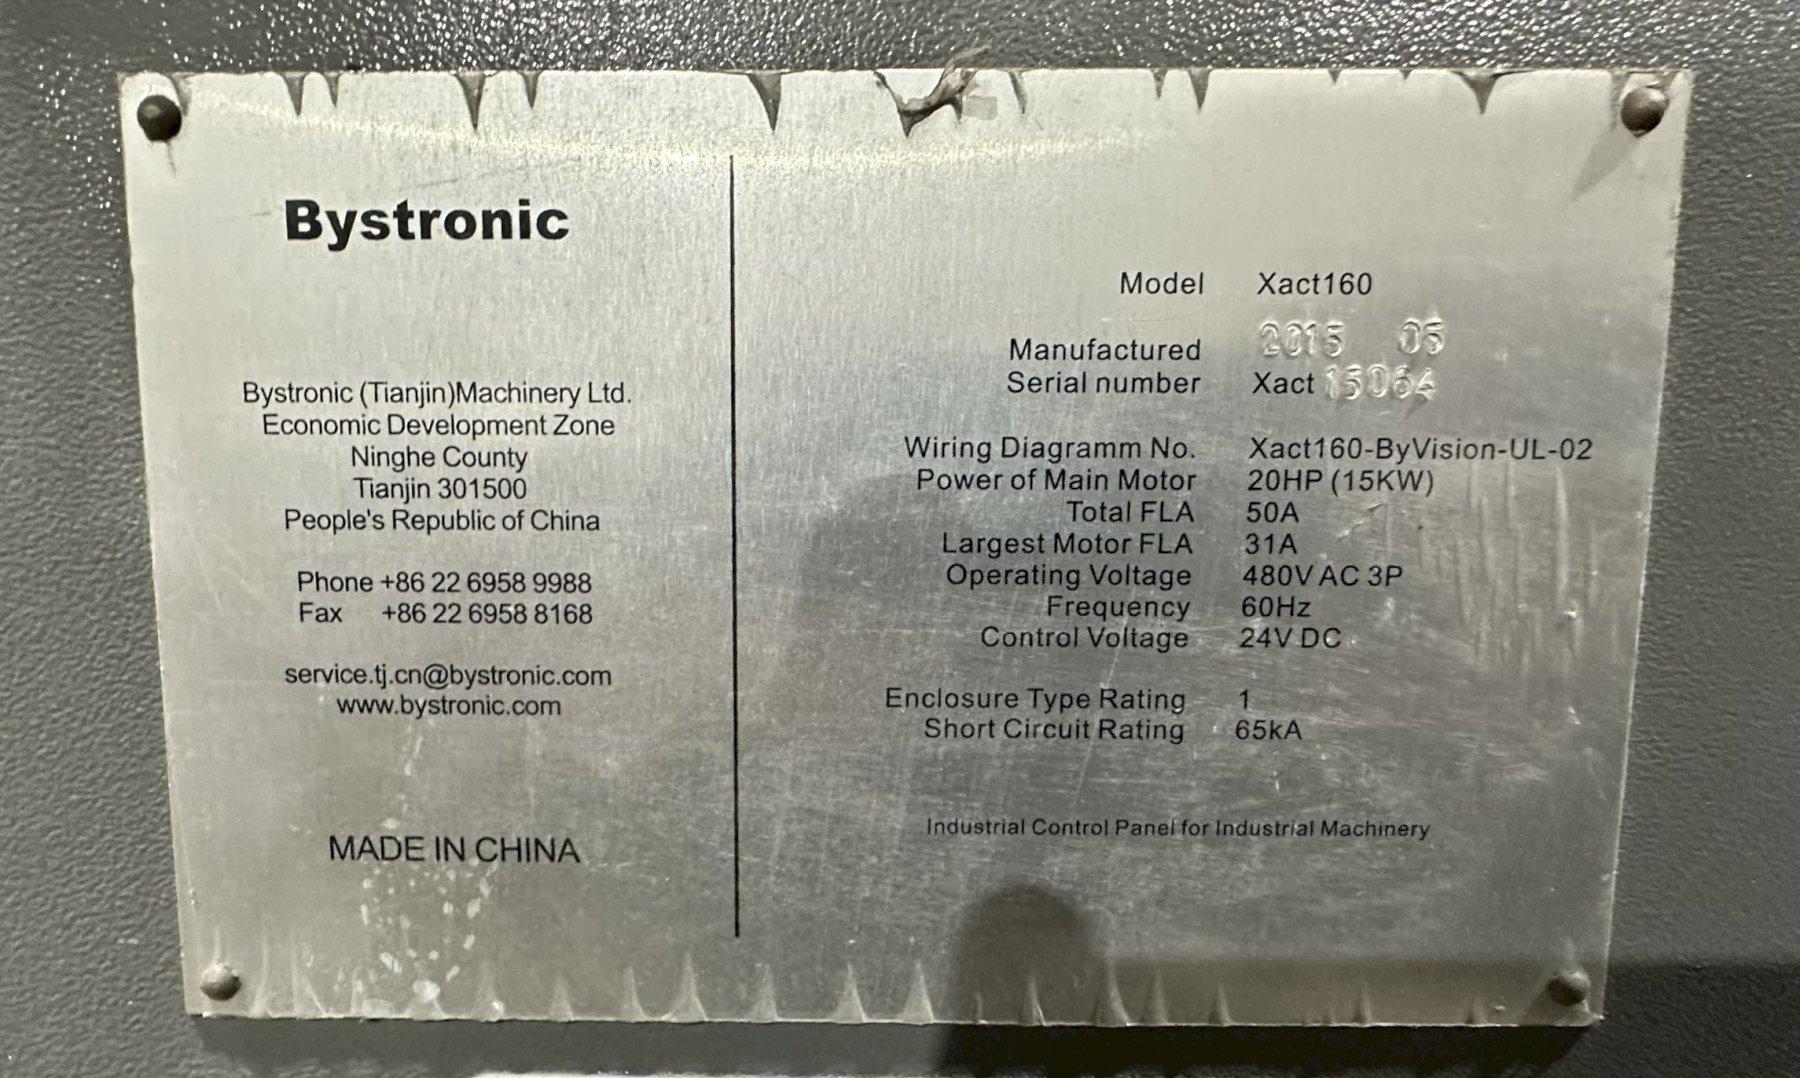 Bystronic
Bystronic (Tianjin)Machinery Ltd.
Economic Development Zone
Ninghe County
Tianjin 301500
People's Republic of China
Phone +86 22 6958 9988
Fax +86 22 6958 8168
service.tj.cn@bystronic.com
www.bystronic.com
MADE IN CHINA
Model Xact160
Manufactured 2015 05
Serial number Xact 15064
Wiring Diagramm No. Xact160-ByVision-UL-02
Power of Main Motor 20HP (15KW)
Total FLA 50A
Largest Motor FLA 31A
Operating Voltage 480V AC 3P
Frequency 60Hz
Control Voltage 24V DC
Enclosure Type Rating 1
Short Circuit Rating 65kA
Industrial Control Panel for Industrial Machinery